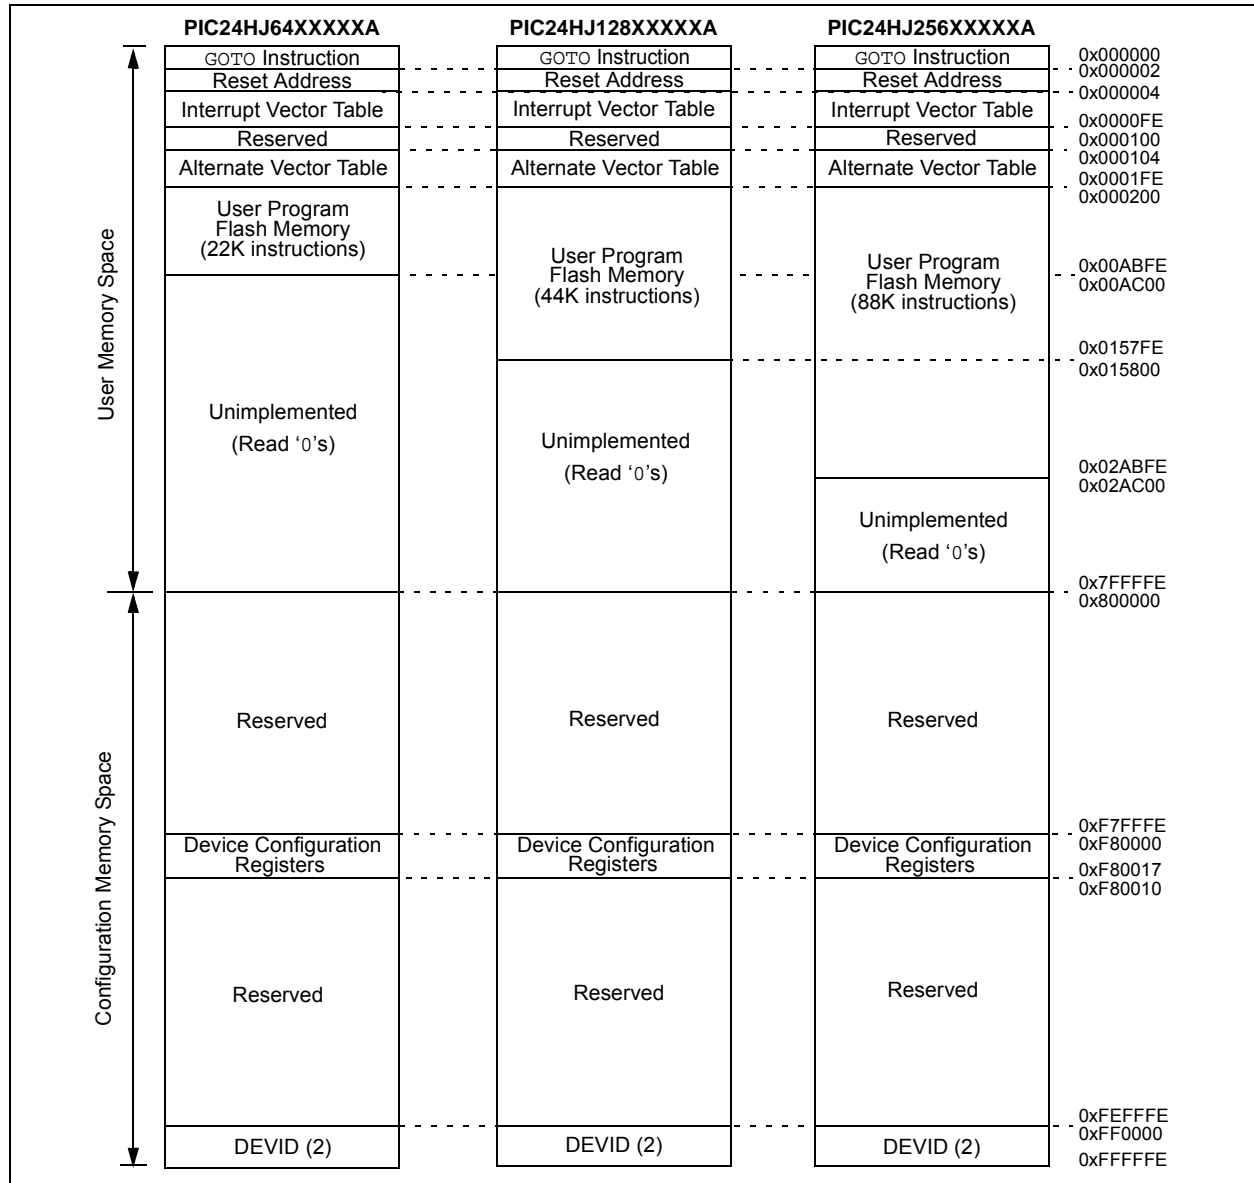 PIC24HJ64XXXXXA PIC24HJ128XXXXXA PIC24HJ256XXXXXA
GOTO Instruction GOTO Instruction GOTO Instruction 0x000000
0x000002
Reset Address Reset Address Reset Address
0x000004
Interrupt Vector Table Interrupt Vector Table Interrupt Vector Table
0x0000FE
Reserved Reserved Reserved 0x000100
0x000104
Alternate Vector Table Alternate Vector Table Alternate Vector Table
0x0001FE
0x000200
User Program
Flash Memory
(22K instructions)
User Program
Flash Memory
(44K instructions)
User Program
Flash Memory
(88K instructions)
0x00ABFE
0x00AC00
User Memory Space
0x0157FE
0x015800
Unimplemented
(Read ‘0’s)
Unimplemented
(Read ‘0’s)
0x02ABFE
0x02AC00
Unimplemented
(Read ‘0’s)
0x7FFFFE
0x800000
Reserved Reserved Reserved
Configuration Memory Space
0xF7FFFE
0xF80000
Device Configuration
Registers
Device Configuration
Registers
Device Configuration
Registers
0xF80017
0xF80010
Reserved Reserved Reserved
0xFEFFFE
0xFF0000
DEVID (2) DEVID (2) DEVID (2)
0xFFFFFE